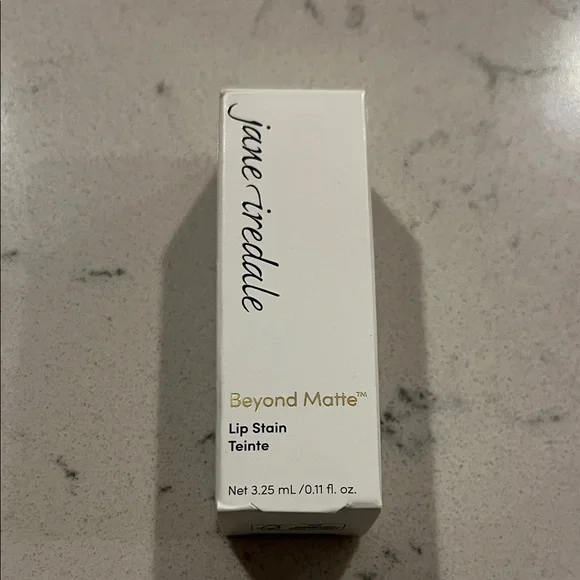 jane iredale
Beyond Matte™
Lip Stain
Teinte
Net 3.25 mL /0.11 fl. oz.